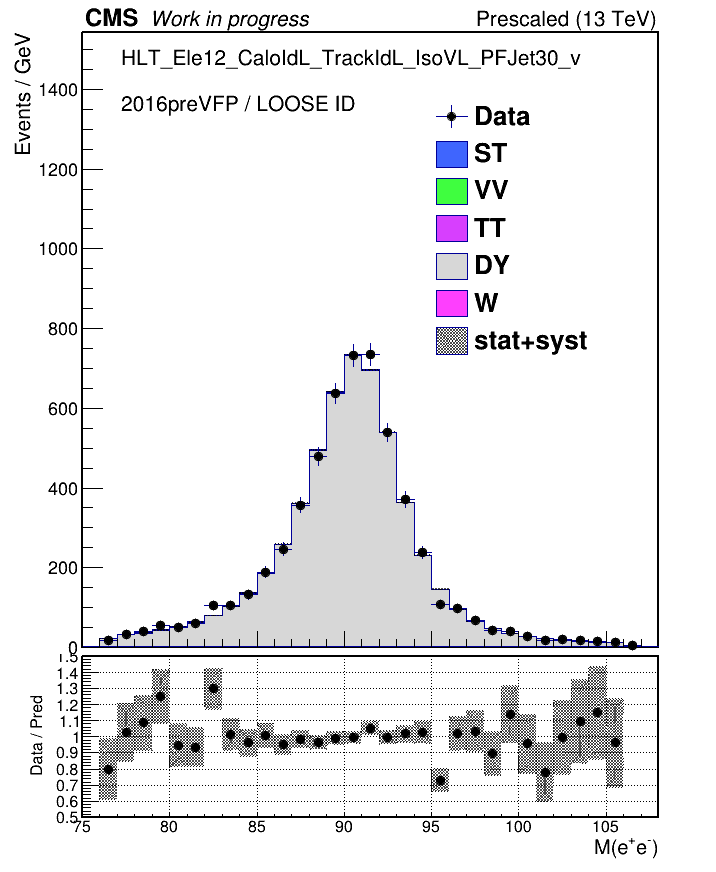 CMS Work in progress Prescaled (13 TeV)
Events / GeV
HLT_Ele12_CaloIdL_TrackIdL_IsoVL_PFJet30_v
2016preVFP / LOOSE ID
Data
ST
VV
TT
DY
W
stat+syst
1400
1200
1000
800
600
400
200
0
Data / Pred
1.5
1.4
1.3
1.2
1.1
1
0.9
0.8
0.7
0.6
0.5
75 80 85 90 95 100 105
M(e⁺e⁻)